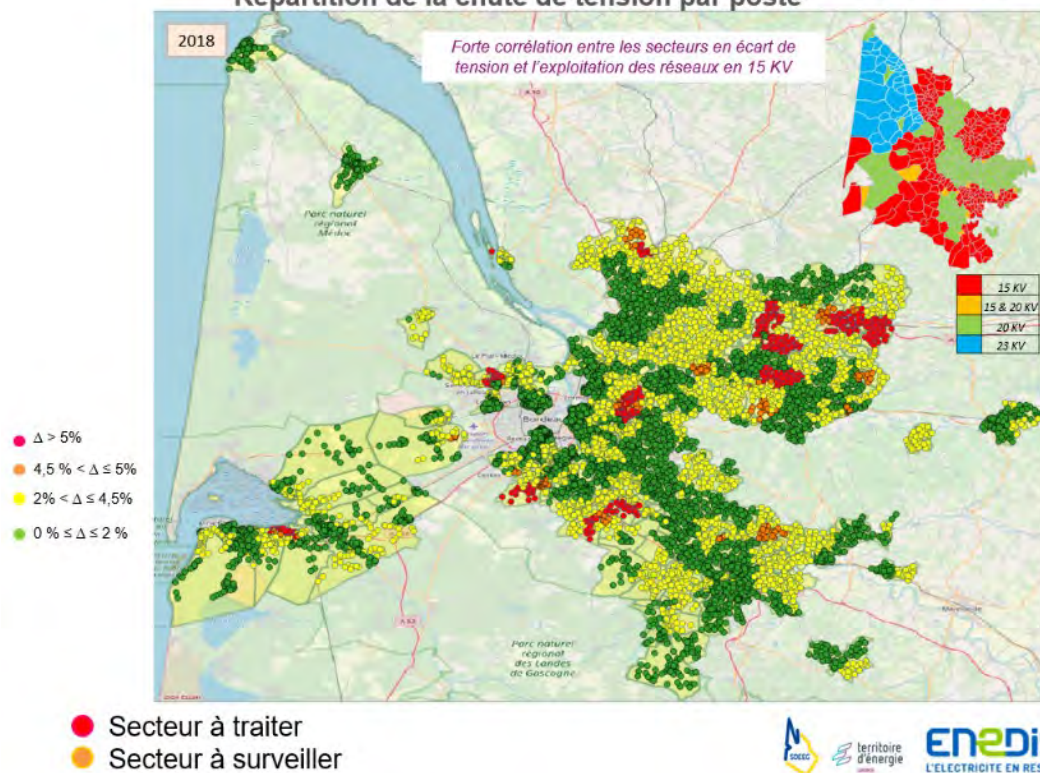 Répartition de la chute de tension par poste
2018
Forte corrélation entre les secteurs en écart de
tension et l'exploitation des réseaux en 15 KV
Parc naturel
régional
Médoc
15 KV
15 & 20 KV
20 KV
23 KV
Δ > 5%
4,5 % < Δ ≤ 5%
2% < Δ ≤ 4,5%
0 % ≤ Δ ≤ 2 %
Parc naturel
régional
des Landes
de Gascogne
Secteur à traiter
Secteur à surveiller
SDEEG
territoire
d'énergie
L'ELECTRICITE EN RES